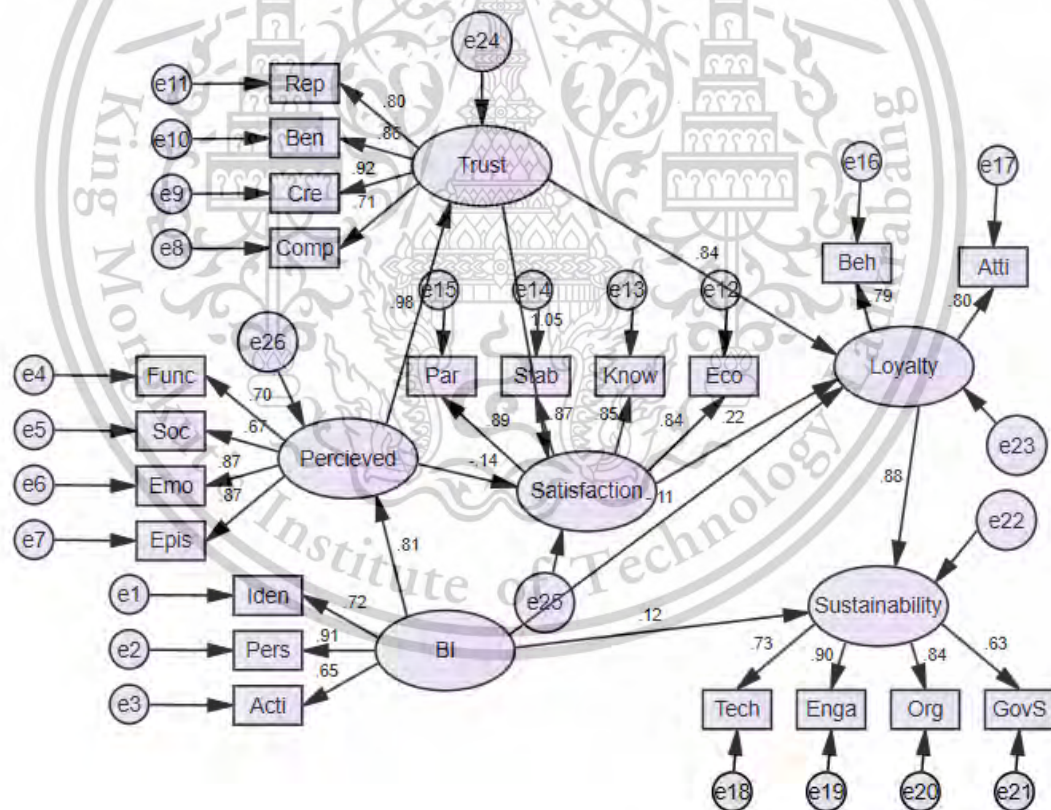 King Mongkut's Institute of Technology Ladkrabang
e24
e11
Rep
.80
e10
Ben
.86
Trust
e9
Cre
.92
e8
Comp
.71
e16
e17
Beh
Atti
.79
.80
.84
.98
e15
e14
e13
e12
1.05
e26
Par
Stab
Know
Eco
Loyalty
e4
Func
.70
e5
Soc
.67
e6
Emo
.87
e7
Epis
.87
Percieved
.89
.87
.85
.84
.22
e23
-.14
Satisfaction
-.11
.88
e22
.81
e1
Iden
.72
e25
e2
Pers
.91
BI
.12
Sustainability
e3
Acti
.65
.73
.90
.84
.63
Tech
Enga
Org
GovS
e18
e19
e20
e21